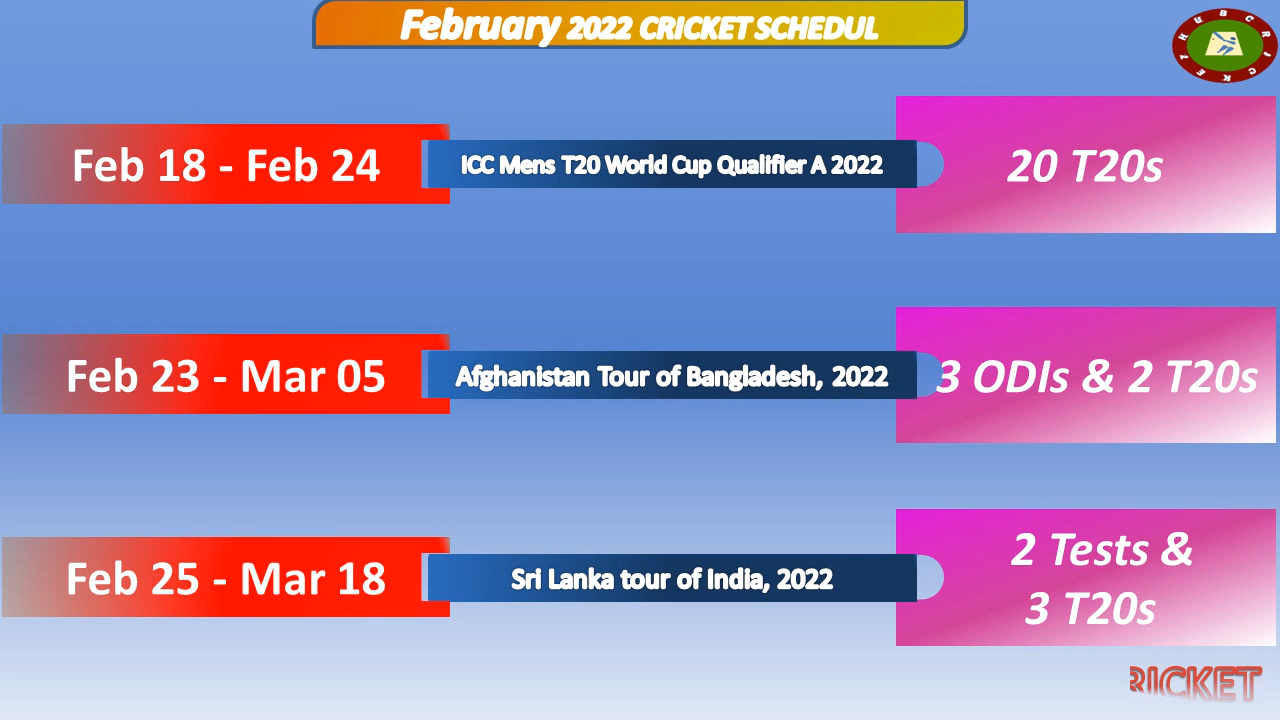 February 2022 CRICKET SCHEDUL
HUBCRICKET
Feb 18 - Feb 24
ICC Mens T20 World Cup Qualifier A 2022
20 T20s
Feb 23 - Mar 05
Afghanistan Tour of Bangladesh, 2022
3 ODIs & 2 T20s
Feb 25 - Mar 18
Sri Lanka tour of India, 2022
2 Tests &
3 T20s
RICKET